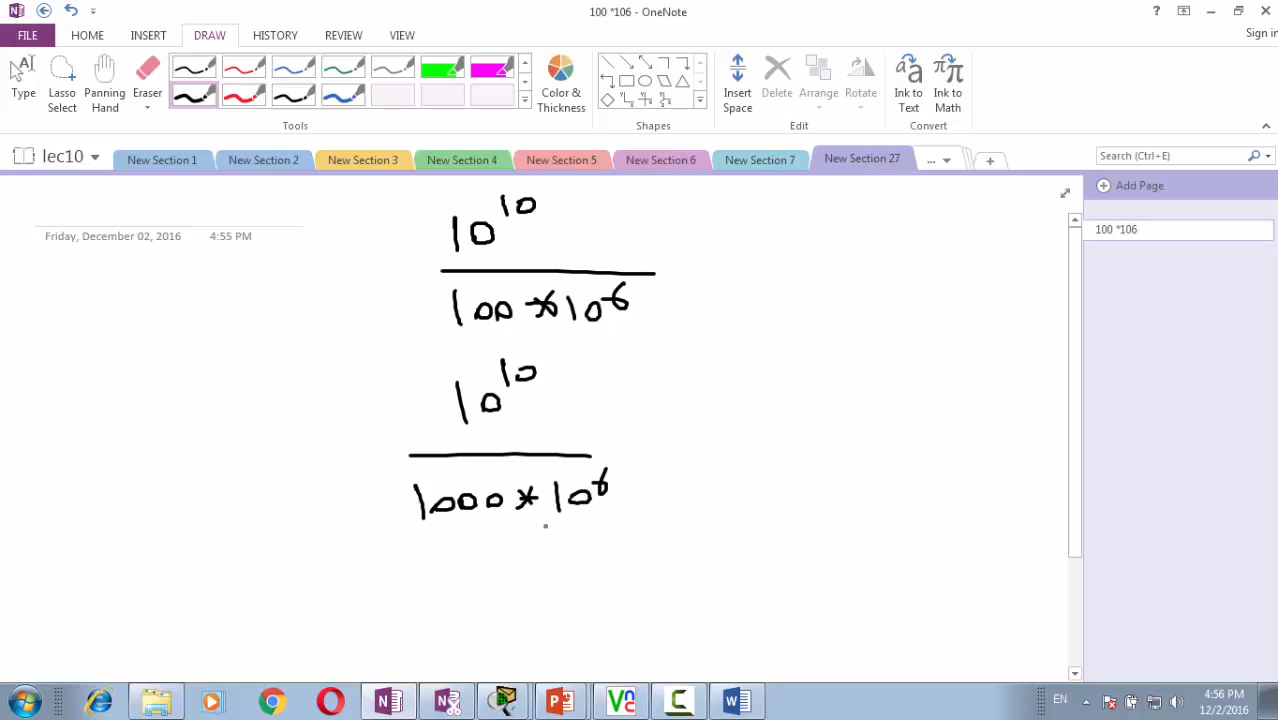 100 *106 - OneNote
? 
Sign in
FILE HOME INSERT DRAW HISTORY REVIEW VIEW
Type Lasso Select Panning Hand Eraser
Color & Thickness
Insert Space Delete Arrange Rotate
Ink to Text Ink to Math
Tools Shapes Edit Convert
lec10 New Section 1 New Section 2 New Section 3 New Section 4 New Section 5 New Section 6 New Section 7 New Section 27 ... +
Search (Ctrl+E)
Add Page
100 *106
Friday, December 02, 2016 4:55 PM
10^10
100 * 10^-6
10^10
1000 * 10^6
EN 4:56 PM
12/2/2016